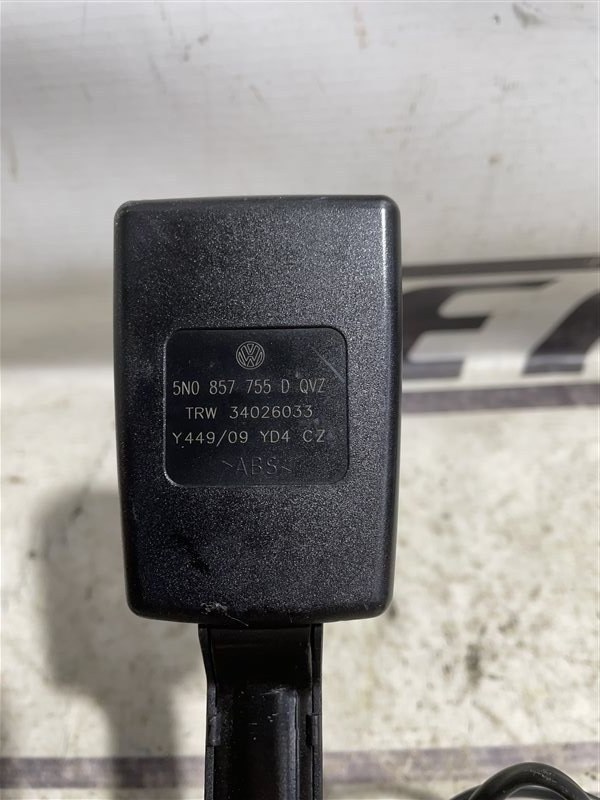 5N0 857 755 D QVZ
TRW 34026033
Y449/09 YD4 CZ
>ABS<